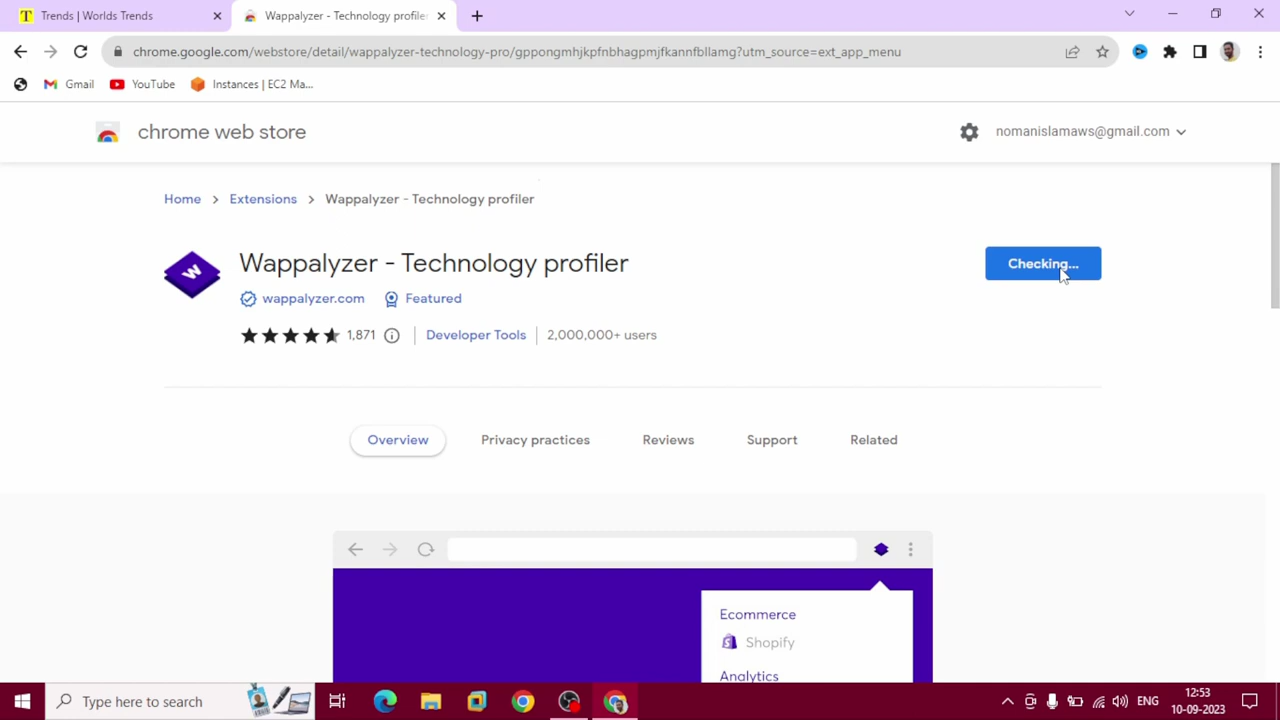 Trends | Worlds Trends
Wappalyzer - Technology profiler
chrome.google.com/webstore/detail/wappalyzer-technology-pro/gppongmhjkpfnbhagpmjfkannfbllamg?utm_source=ext_app_menu
Gmail
YouTube
Instances | EC2 Ma...
chrome web store
nomanislamaws@gmail.com
Home > Extensions > Wappalyzer - Technology profiler
Wappalyzer - Technology profiler
Checking...
wappalyzer.com
Featured
1,871
Developer Tools
2,000,000+ users
Overview
Privacy practices
Reviews
Support
Related
Ecommerce
Shopify
Analytics
Type here to search
ENG
12:53
10-09-2023